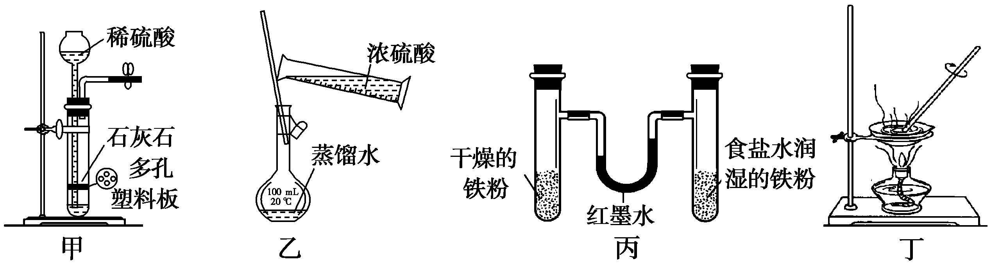 稀硫酸
石灰石
多孔
塑料板
甲
浓硫酸
蒸馏水
100 mL
20 ℃
乙
干燥的
铁粉
红墨水
食盐水润
湿的铁粉
丙
丁